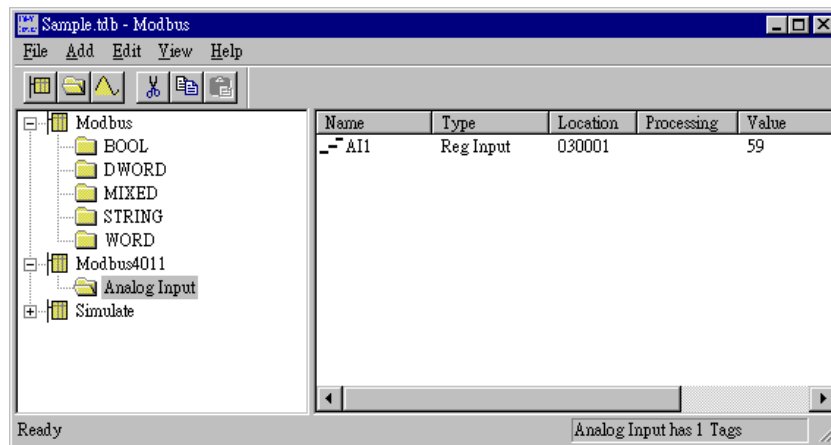 Sample.tdb - Modbus
File Add Edit View Help
Modbus
BOOL
DWORD
MIXED
STRING
WORD
Modbus4011
Analog Input
Simulate
Name Type Location Processing Value
AI1 Reg Input 030001 59
Ready
Analog Input has 1 Tags